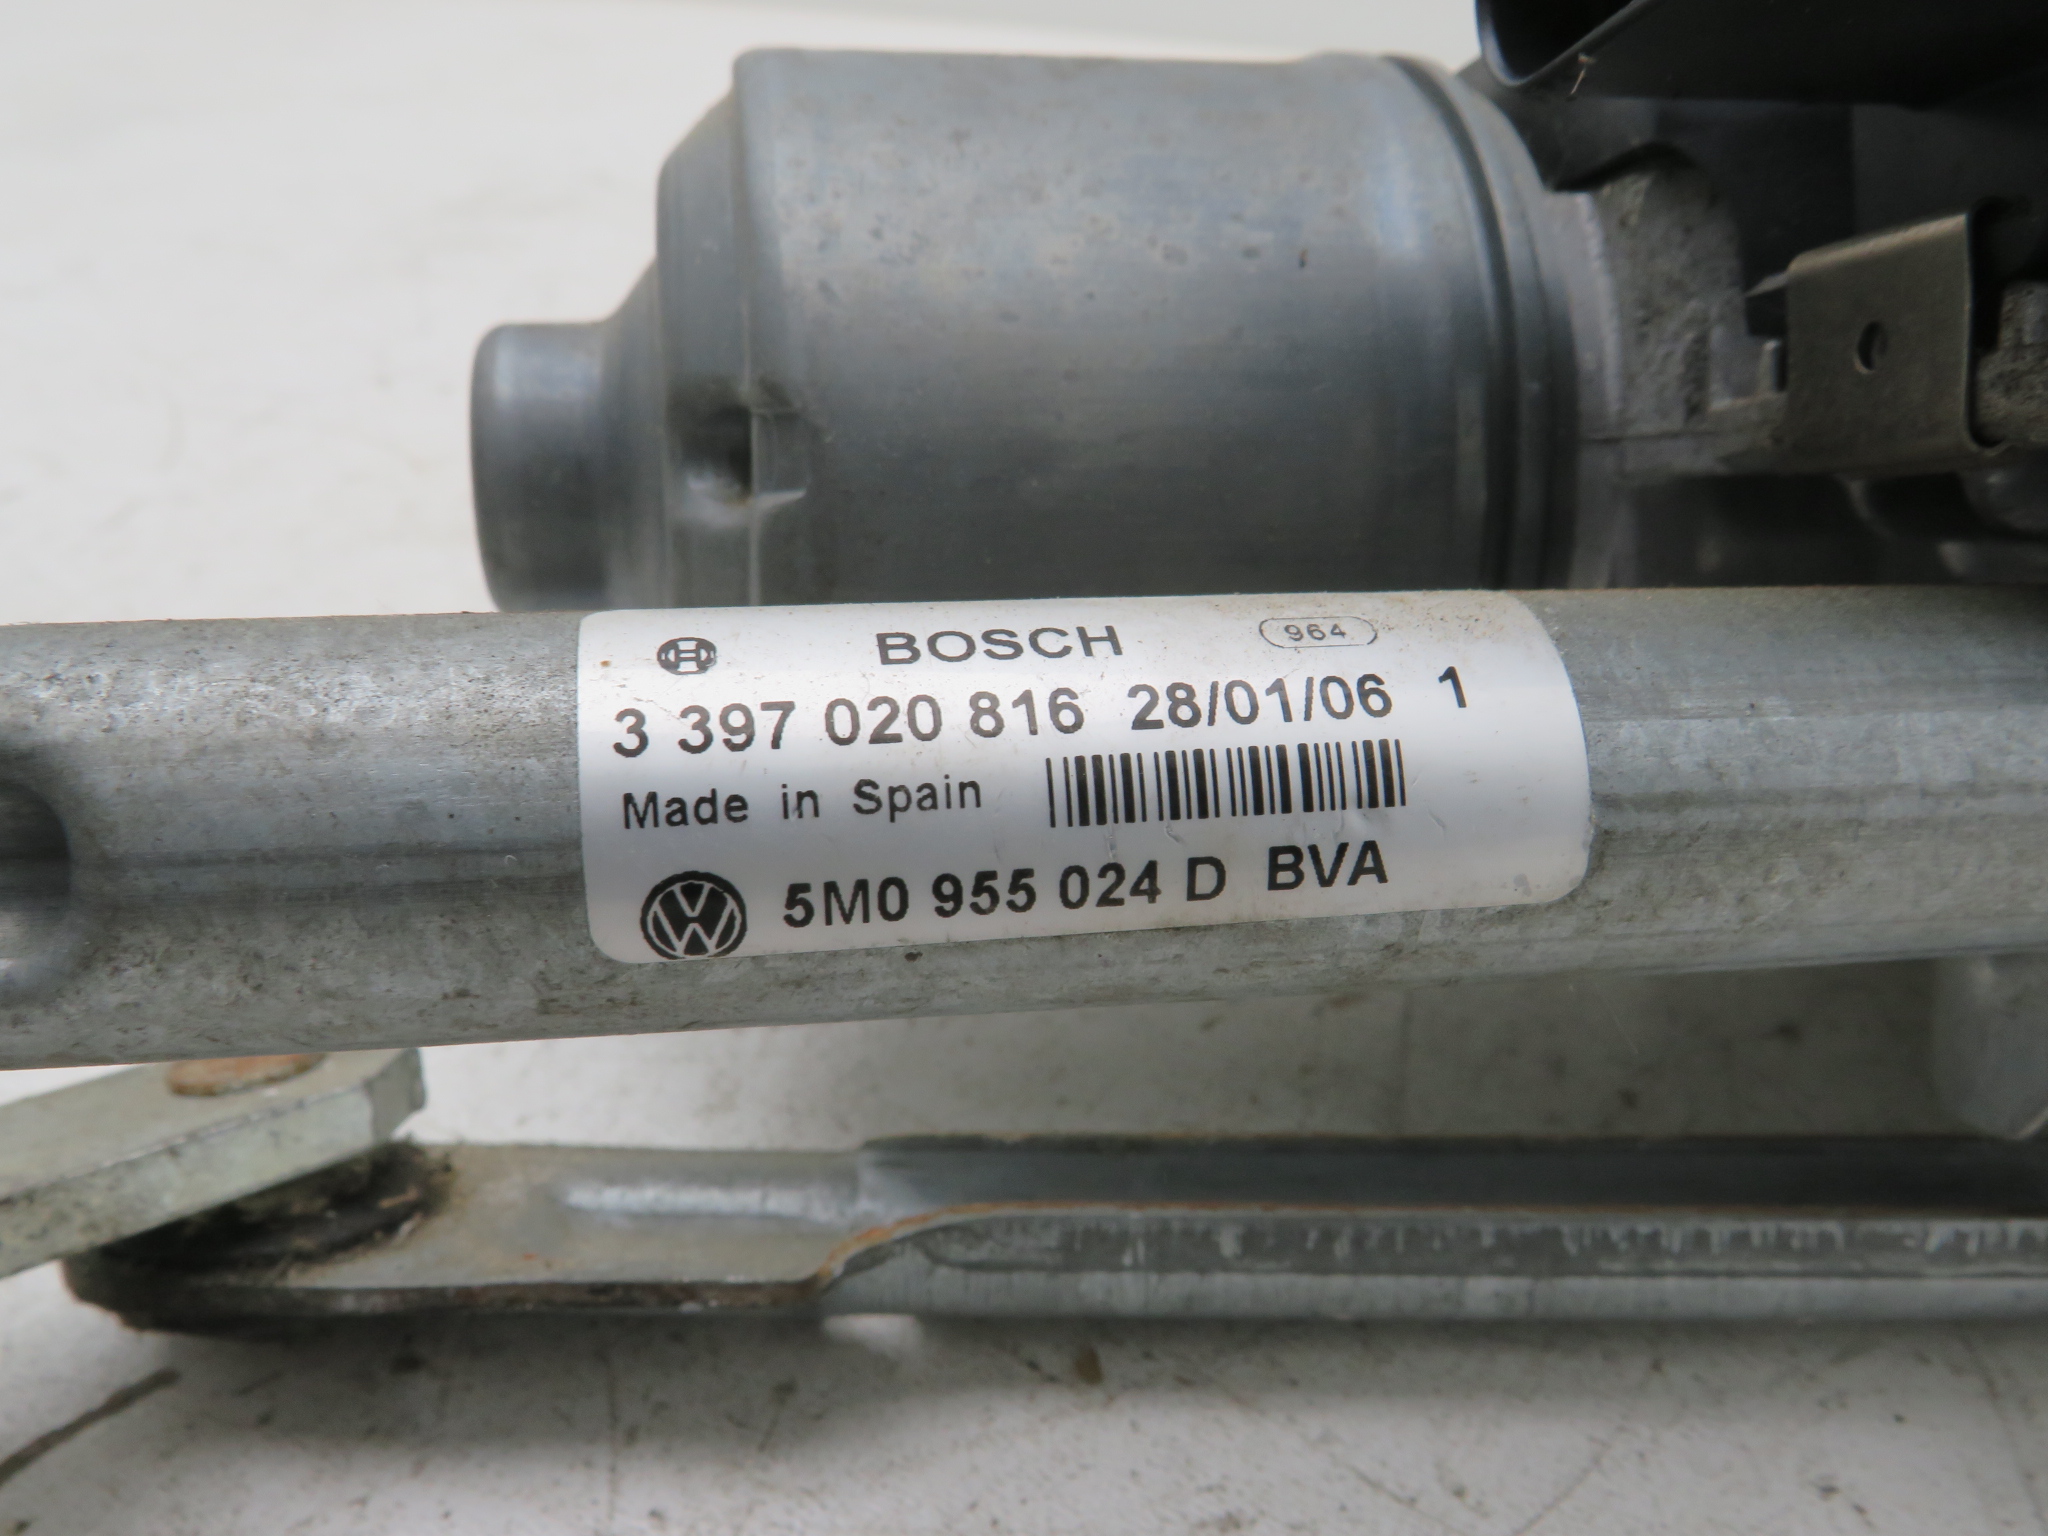 BOSCH 964
3 397 020 816 28/01/06 1
Made in Spain
5M0 955 024 D BVA